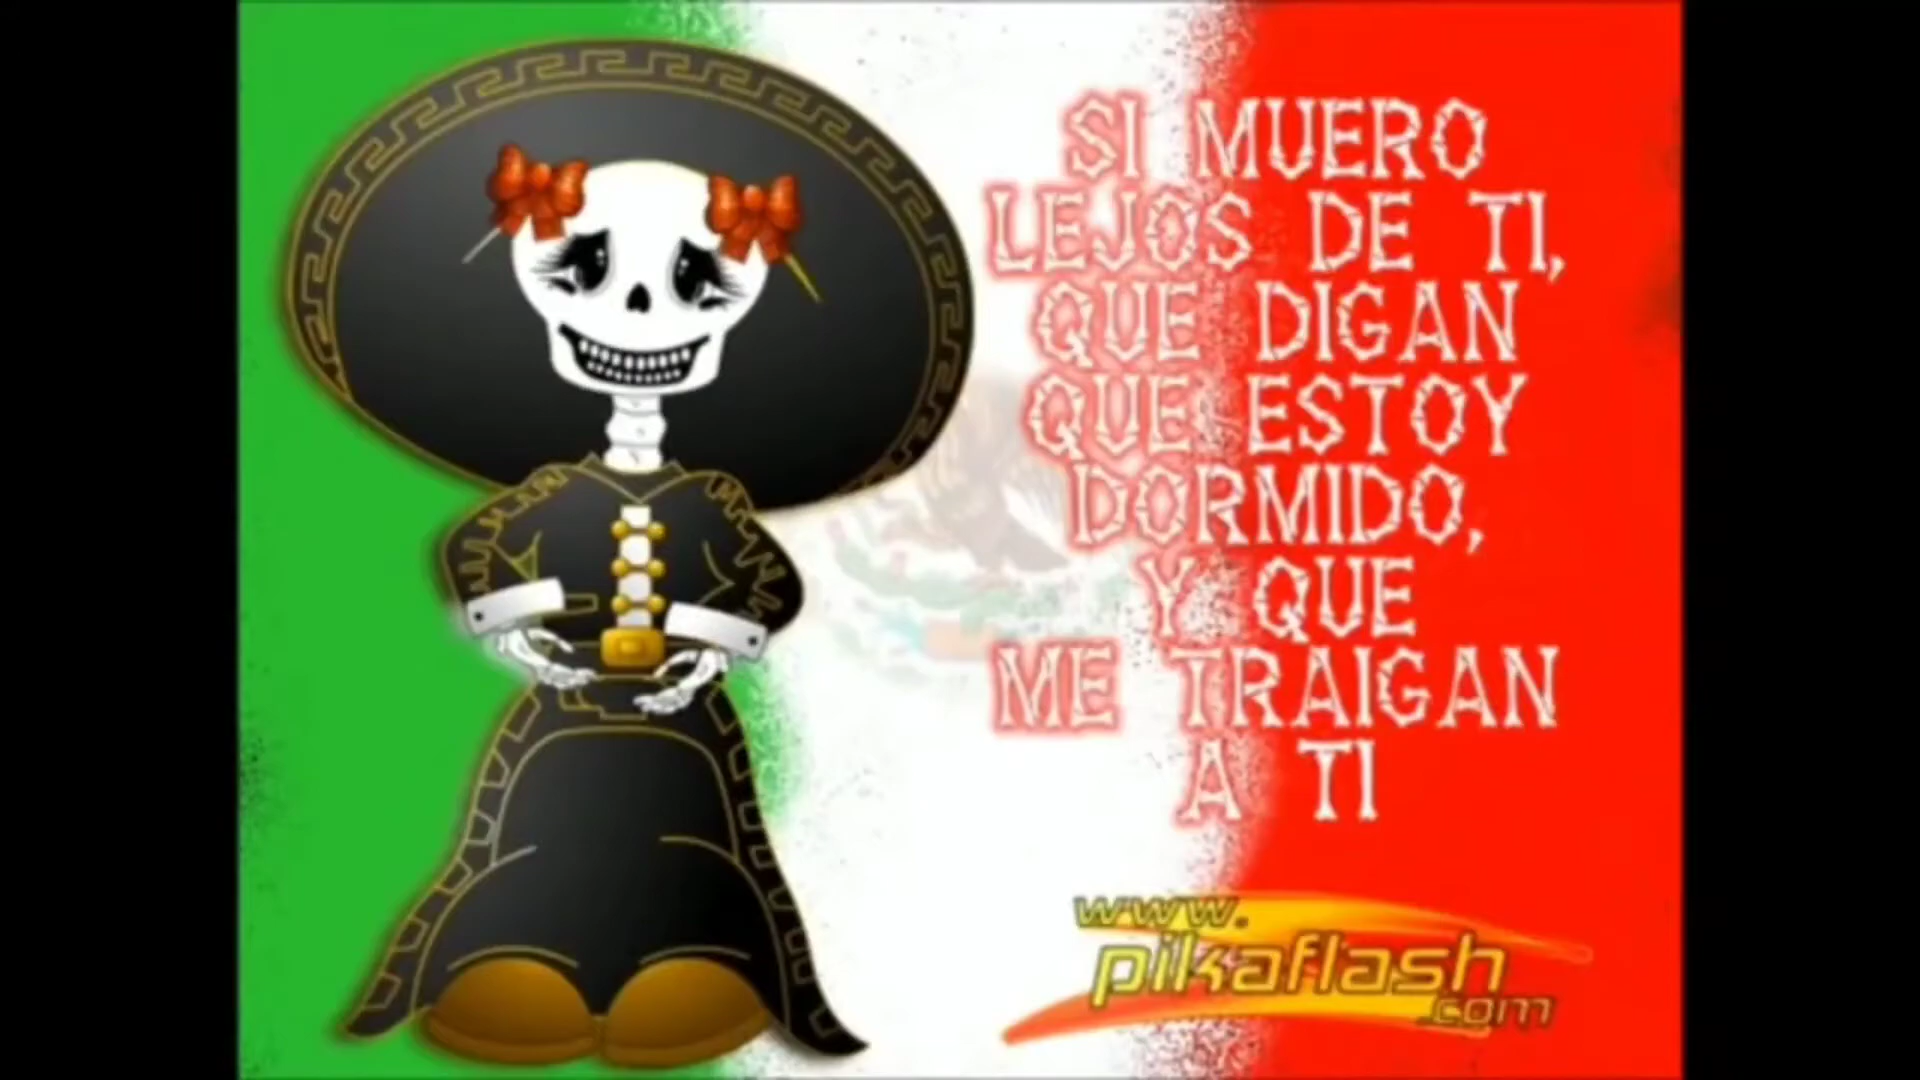 SI MUERO
LEJOS DE TI,
QUE DIGAN
QUE ESTOY
DORMIDO,
Y QUE
ME TRAIGAN
A TI
www.
pikaflash
.com